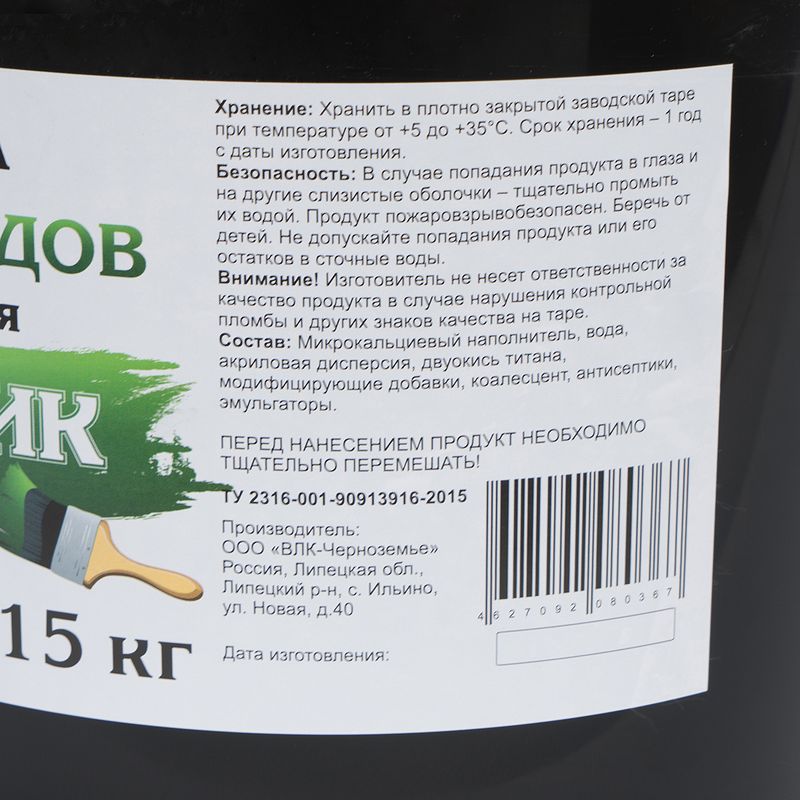 А
ДОВ
я
ИК
15 кг
Хранение: Хранить в плотно закрытой заводской таре
при температуре от +5 до +35°С. Срок хранения – 1 год
с даты изготовления.
Безопасность: В случае попадания продукта в глаза и
на другие слизистые оболочки – тщательно промыть
их водой. Продукт пожаровзрывобезопасен. Беречь от
детей. Не допускайте попадания продукта или его
остатков в сточные воды.
Внимание! Изготовитель не несет ответственности за
качество продукта в случае нарушения контрольной
пломбы и других знаков качества на таре.
Состав: Микрокальциевый наполнитель, вода,
акриловая дисперсия, двуокись титана,
модифицирующие добавки, коалесцент, антисептики,
эмульгаторы.
ПЕРЕД НАНЕСЕНИЕМ ПРОДУКТ НЕОБХОДИМО
ТЩАТЕЛЬНО ПЕРЕМЕШАТЬ!
ТУ 2316-001-90913916-2015
Производитель:
ООО «ВЛК-Черноземье»
Россия, Липецкая обл.,
Липецкий р-н, с. Ильино,
ул. Новая, д.40
4 627092 080367
Дата изготовления: